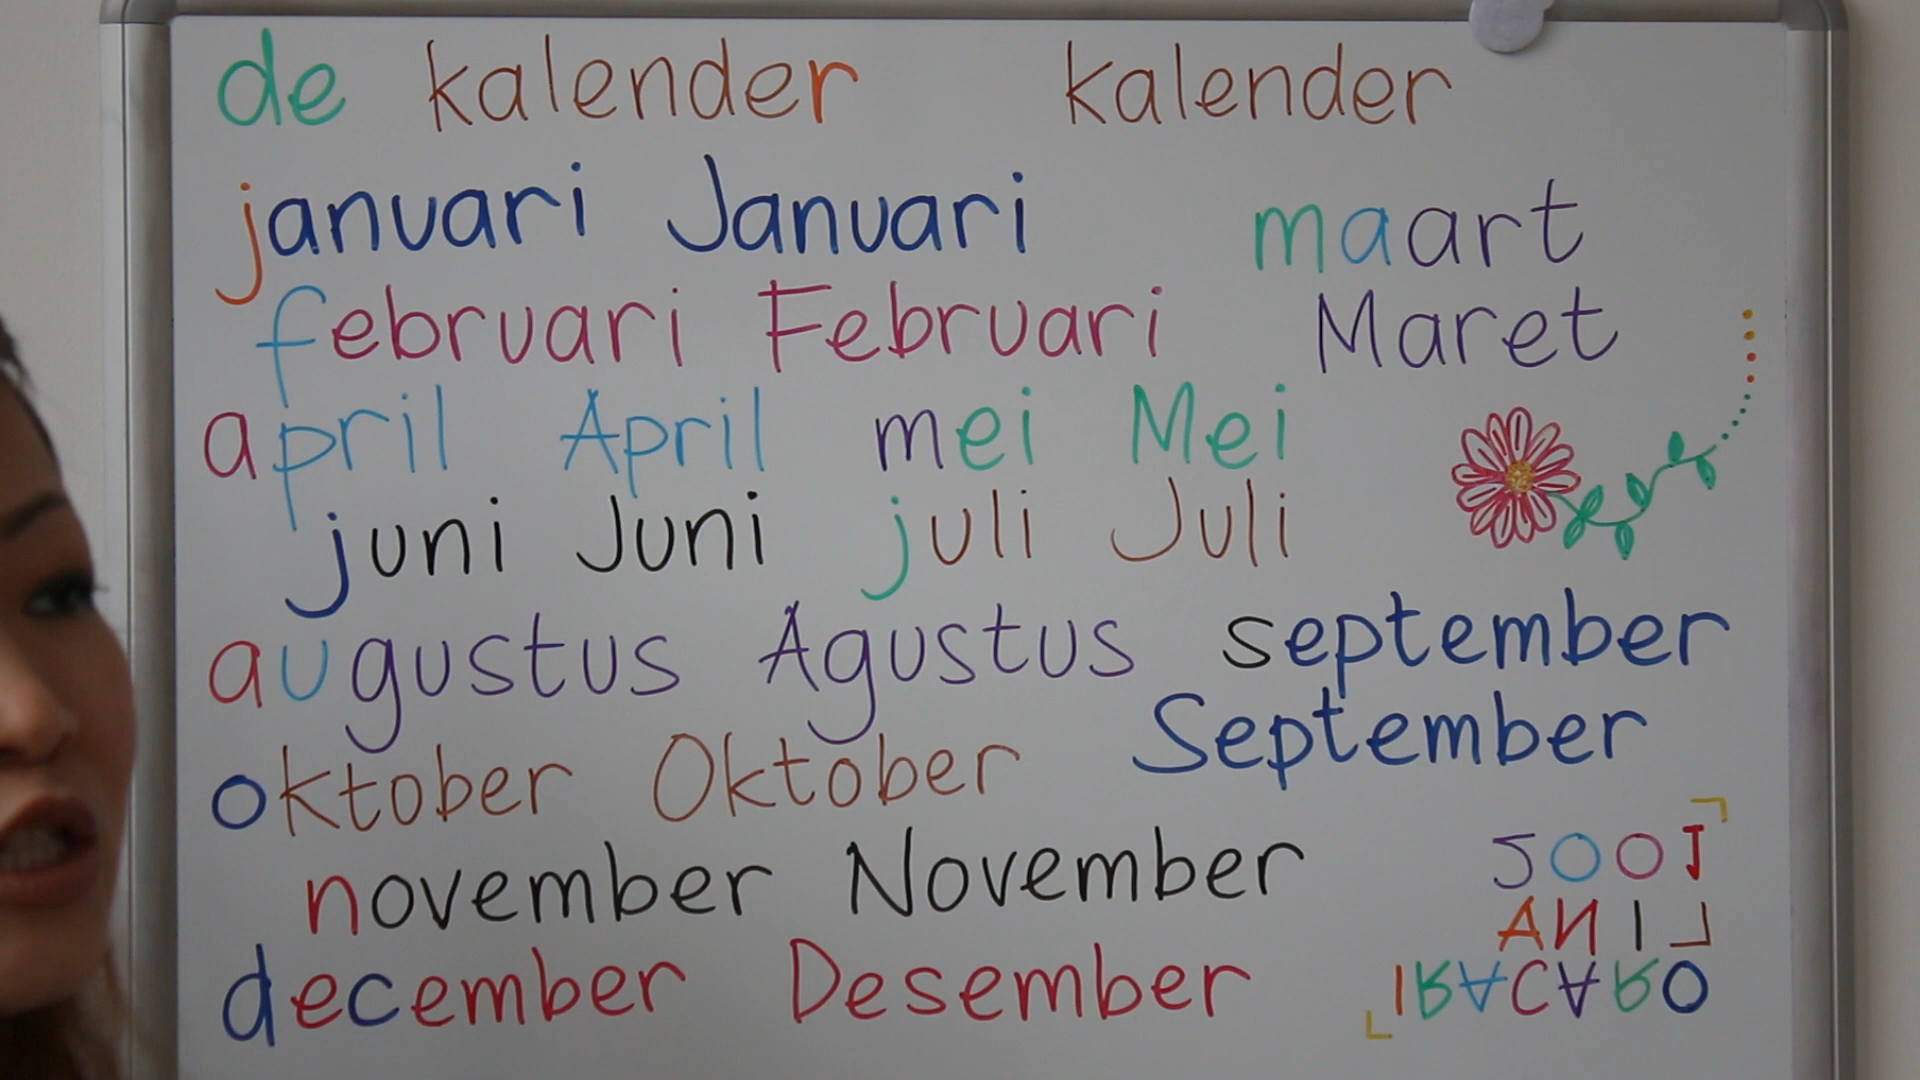 de kalender kalender
januari Januari
maart
februari Februari
Maret
april April mei Mei
juni Juni juli Juli
augustus Agustus september
September
oktober Oktober
november November
december Desember